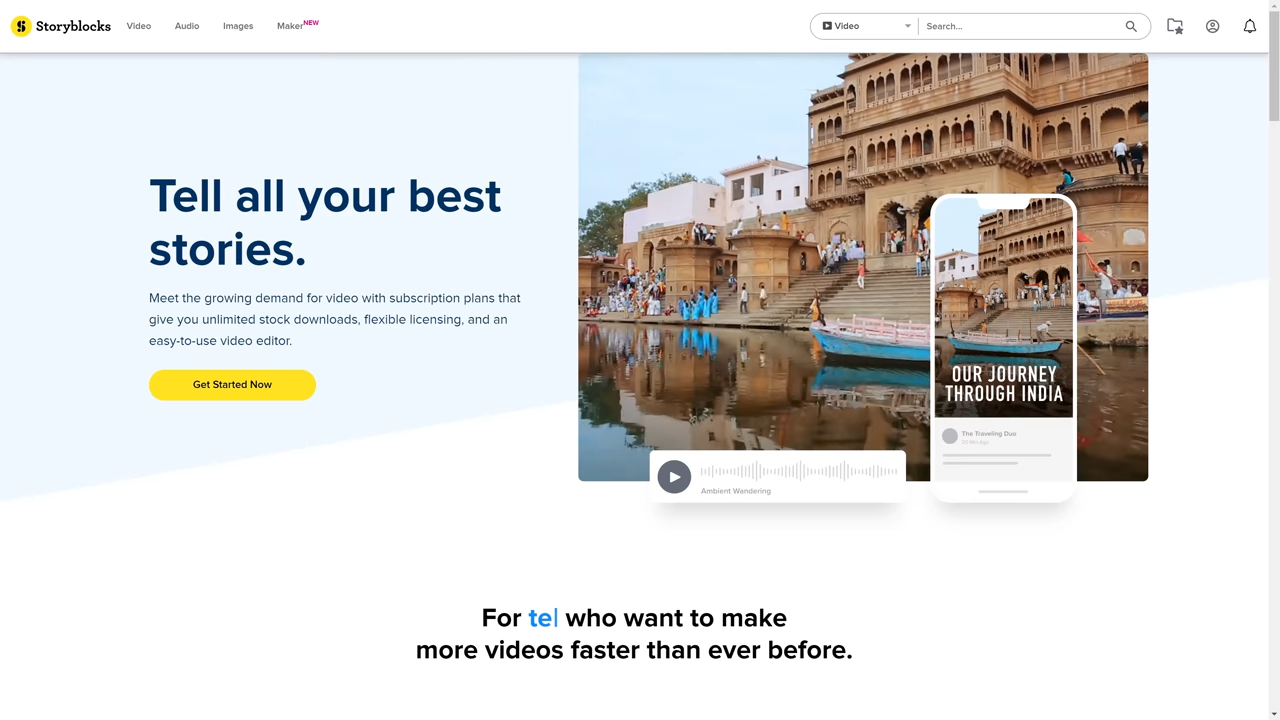 Storyblocks
Video
Audio
Images
Maker NEW
Video
Search...
Tell all your best
stories.
Meet the growing demand for video with subscription plans that
give you unlimited stock downloads, flexible licensing, and an
easy-to-use video editor.
Get Started Now
OUR JOURNEY
THROUGH INDIA
The Traveling Duo
Ambient Wandering
For tel who want to make
more videos faster than ever before.